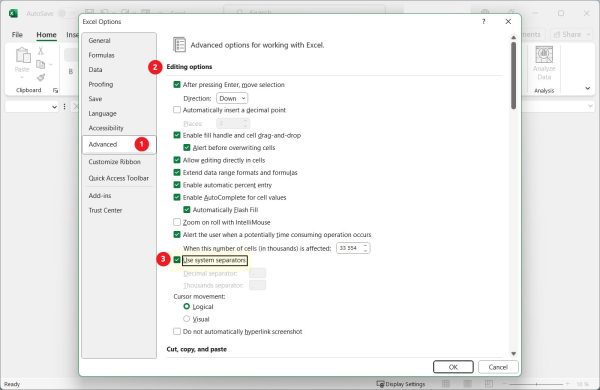 AutoSave
Search
Excel Options
?
File
Home
Share
General
Formulas
Data
Proofing
Save
Language
Accessibility
Advanced
1
Customize Ribbon
Quick Access Toolbar
Add-ins
Trust Center
Advanced options for working with Excel.
2
Editing options
After pressing Enter, move selection
Direction: Down
Automatically insert a decimal point
Places:
Enable fill handle and cell drag-and-drop
Alert before overwriting cells
Allow editing directly in cells
Extend data range formats and formulas
Enable automatic percent entry
Enable AutoComplete for cell values
Automatically Flash Fill
Zoom on roll with IntelliMouse
Alert the user when a potentially time consuming operation occurs
When this number of cells (in thousands) is affected: 33 554
3
Use system separators
Decimal separator:
Thousands separator:
Cursor movement:
Logical
Visual
Do not automatically hyperlink screenshot
Cut, copy, and paste
OK
Cancel
Paste
Clipboard
B
Analyze
Data
Analysis
Ready
Display Settings